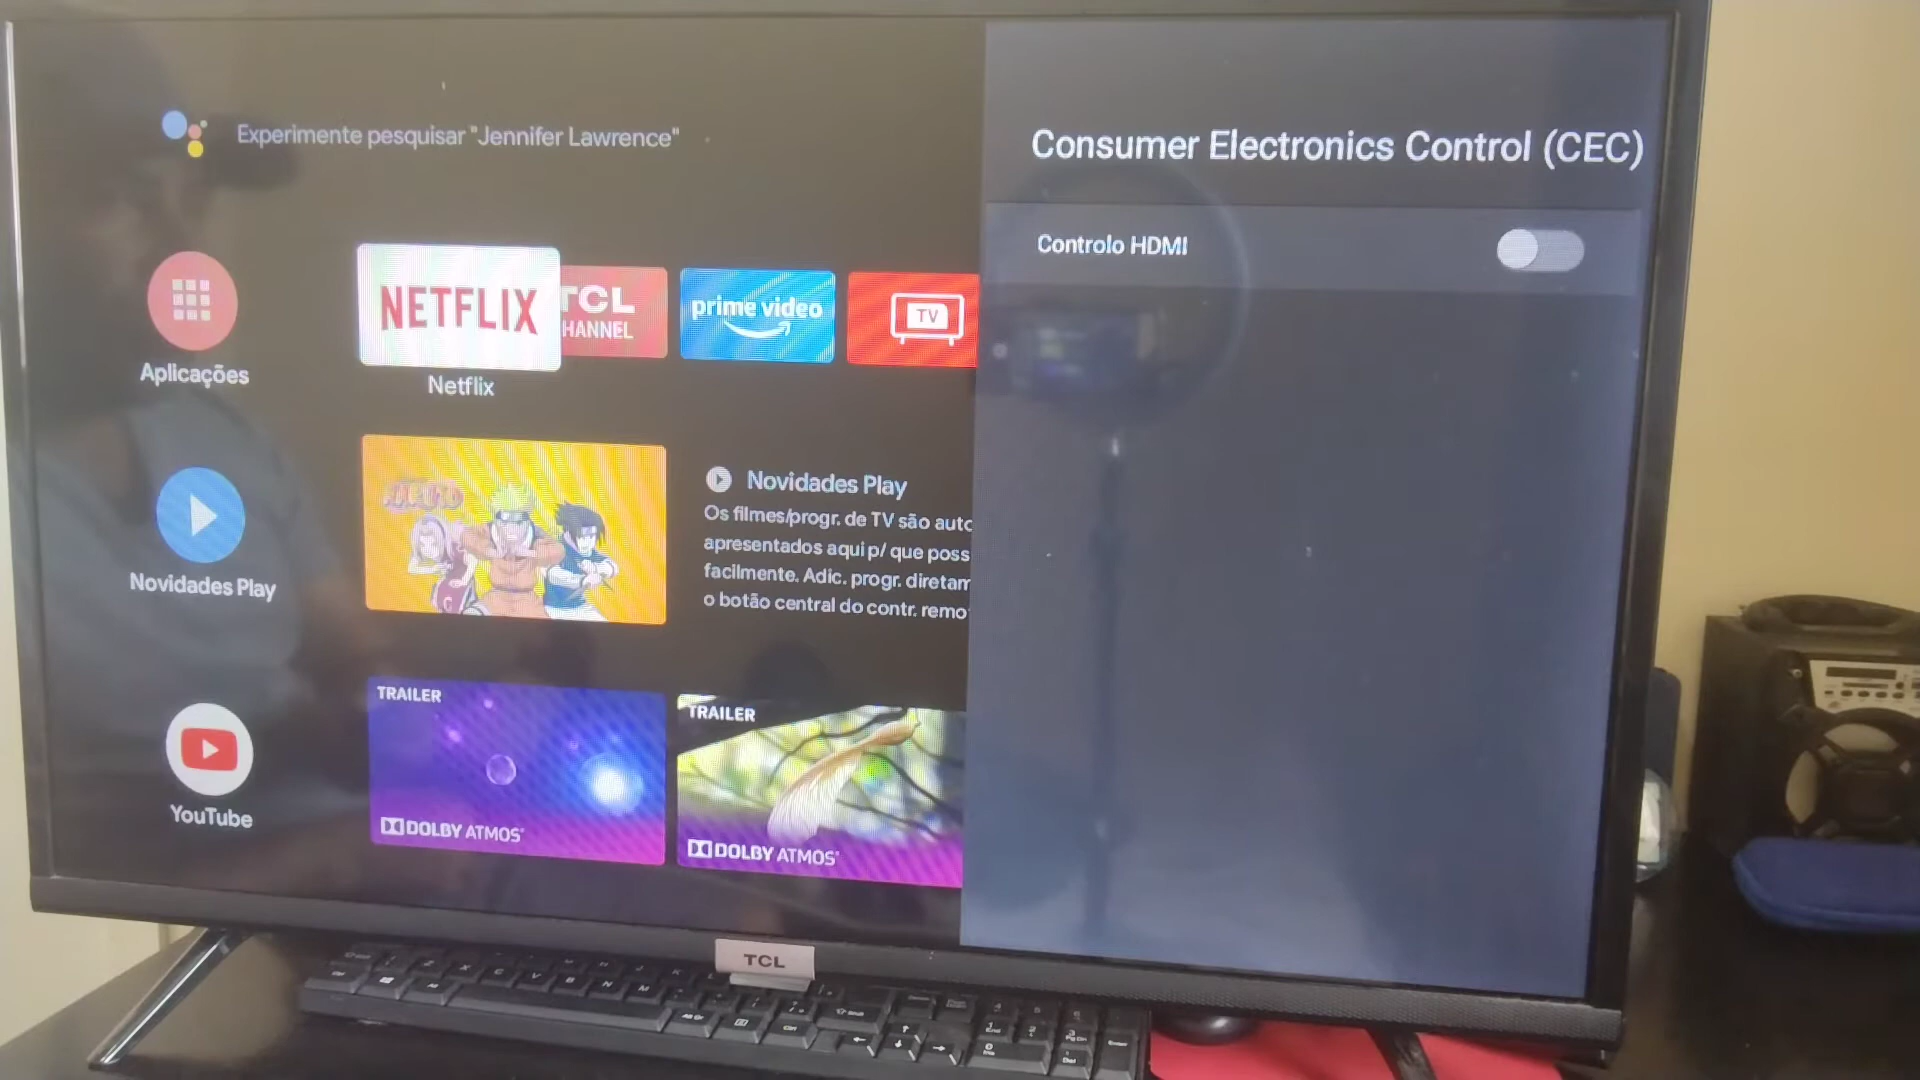 Experimente pesquisar "Jennifer Lawrence"
Consumer Electronics Control (CEC)
Controlo HDMI
Aplicações
NETFLIX
TCL
HANNEL
prime video
TV
Netflix
Novidades Play
Novidades Play
Os filmes/progr. de TV são auto
apresentados aqui p/ que poss
facilmente. Adic. progr. diretam
o botão central do contr. remo
TRAILER
DOLBY ATMOS
TRAILER
DOLBY ATMOS
YouTube
TCL